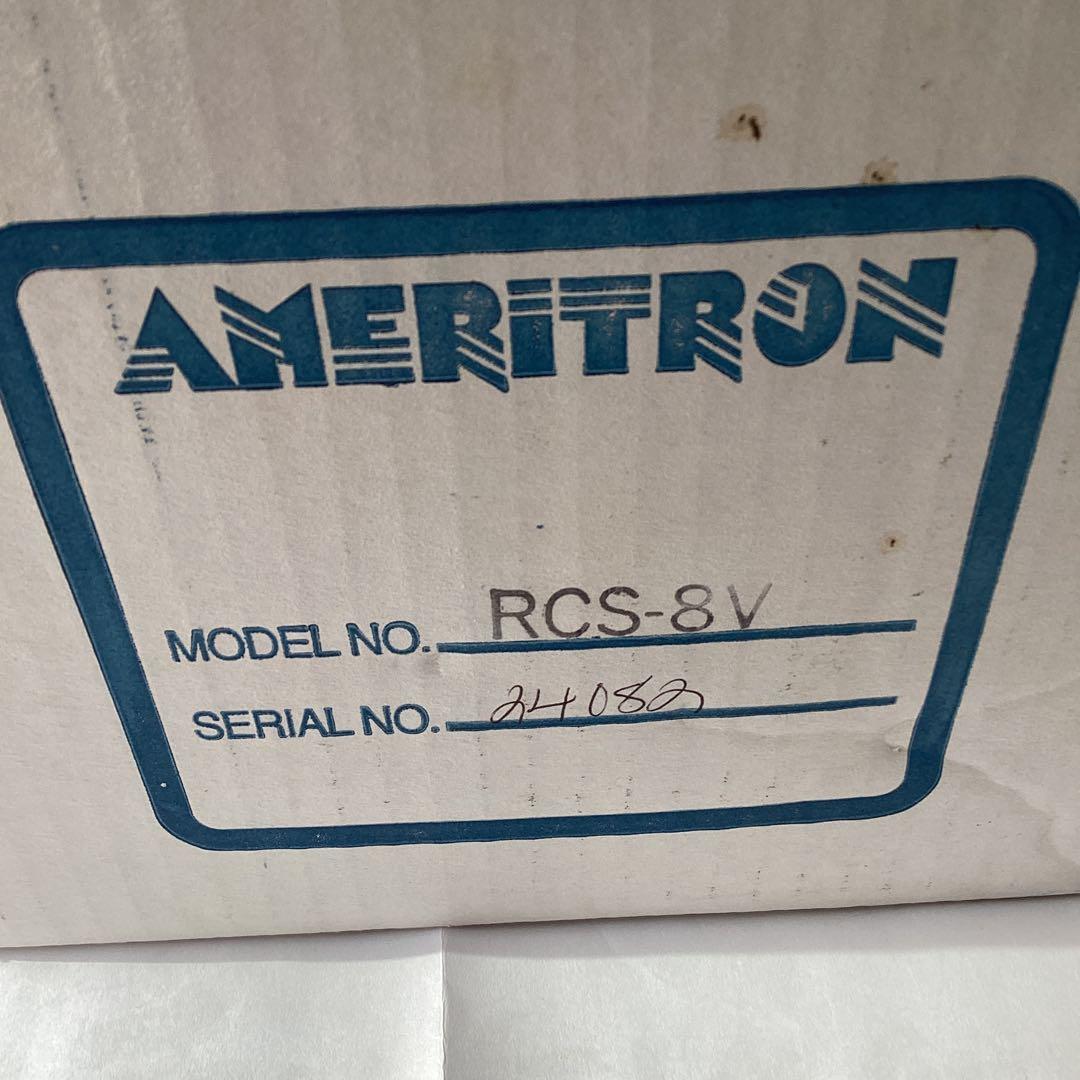 AMERITRON
MODEL NO. RCS-8V
SERIAL NO. 24082